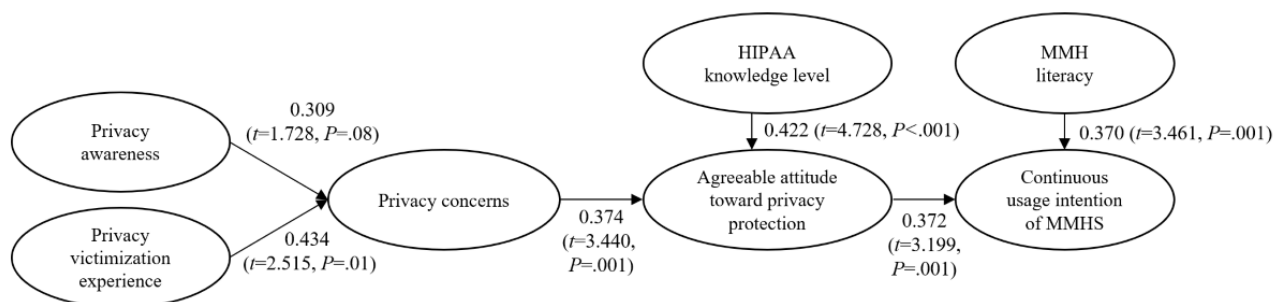 HIPAA
knowledge level
MMH
literacy
0.309
(t=1.728, P=.08)
0.422 (t=4.728, P<.001)
0.370 (t=3.461, P=.001)
Privacy
awareness
Privacy concerns
Agreeable attitude
toward privacy
protection
Continuous
usage intention
of MMHS
Privacy
victimization
experience
0.434
(t=2.515, P=.01)
0.374
(t=3.440,
P=.001)
0.372
(t=3.199,
P=.001)